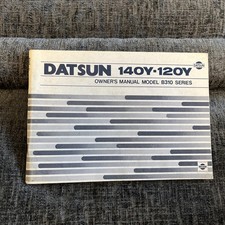 DATSUN 140Y·120Y
OWNER'S MANUAL MODEL B310 SERIES